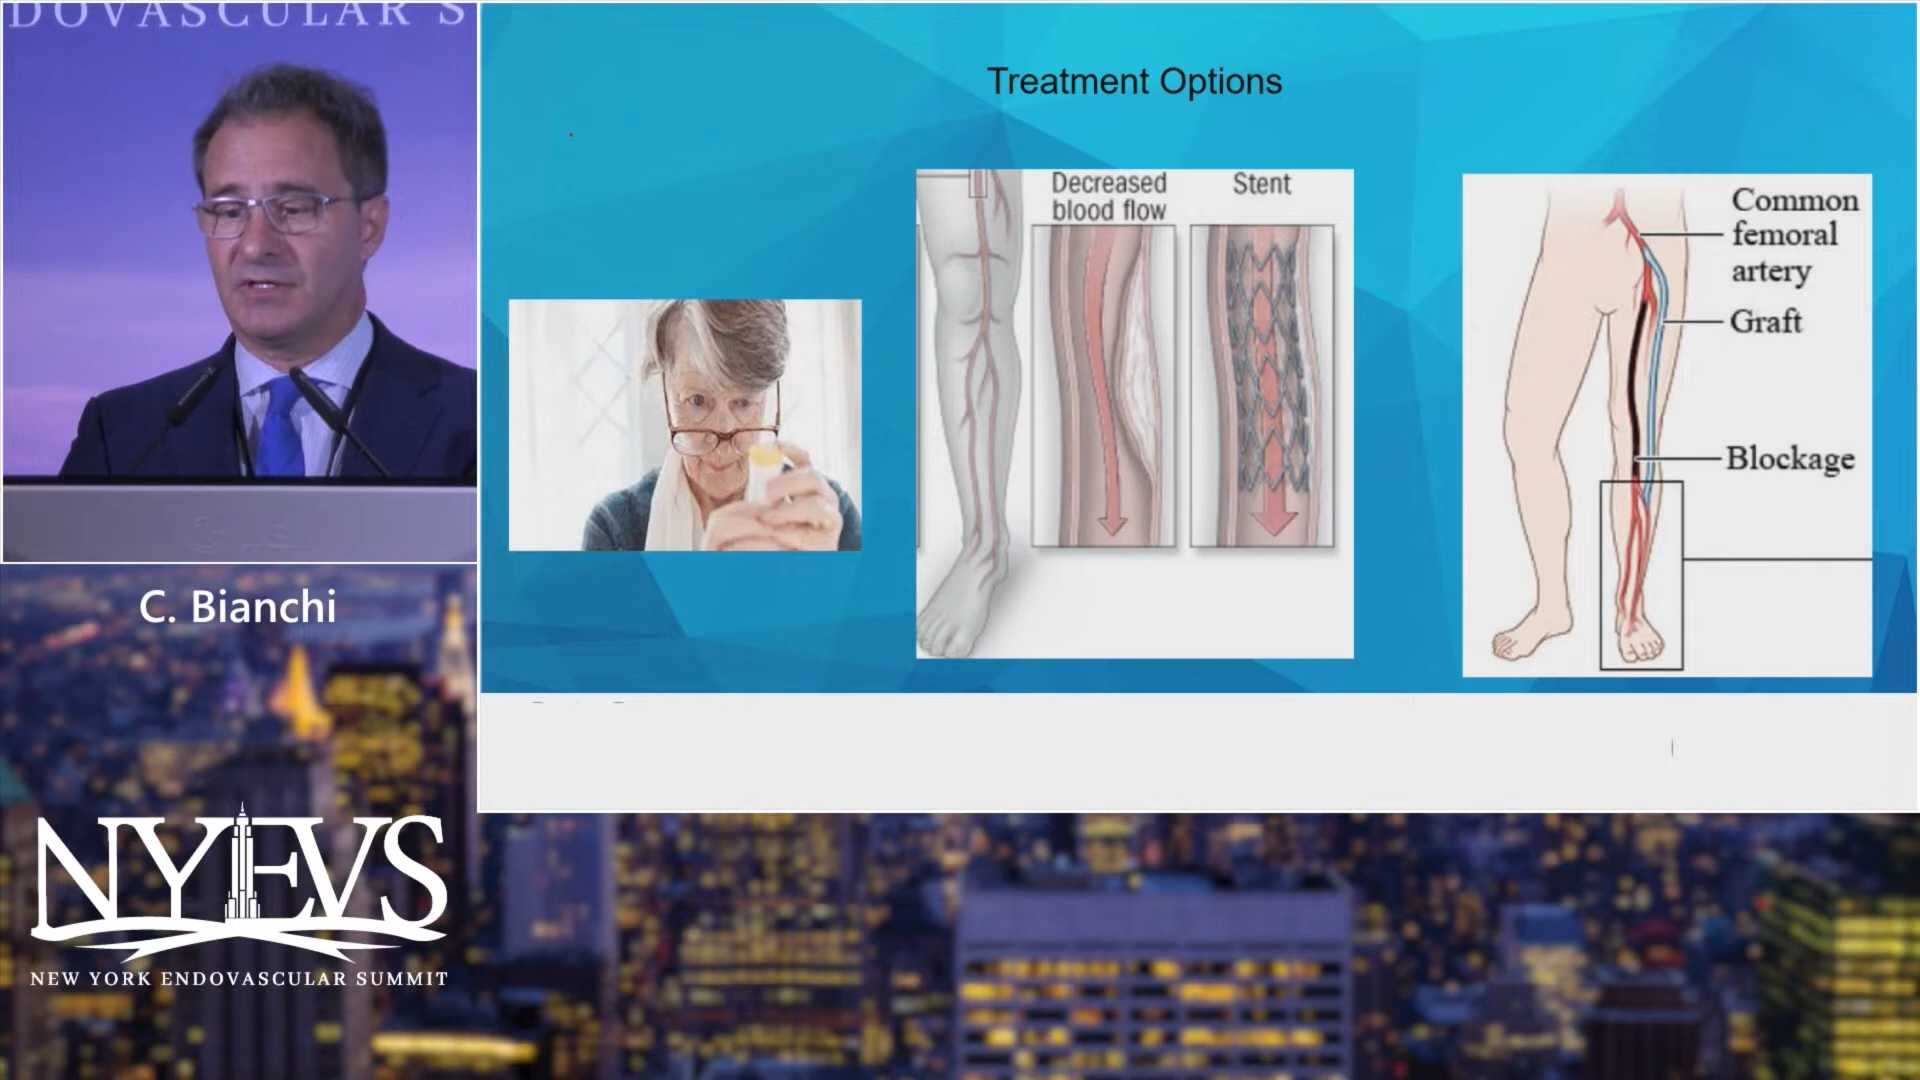 DOVASCULAR S
C. Bianchi
NYEVS
NEW YORK ENDOVASCULAR SUMMIT
Treatment Options
Decreased
blood flow
Stent
Common
femoral
artery
Graft
Blockage